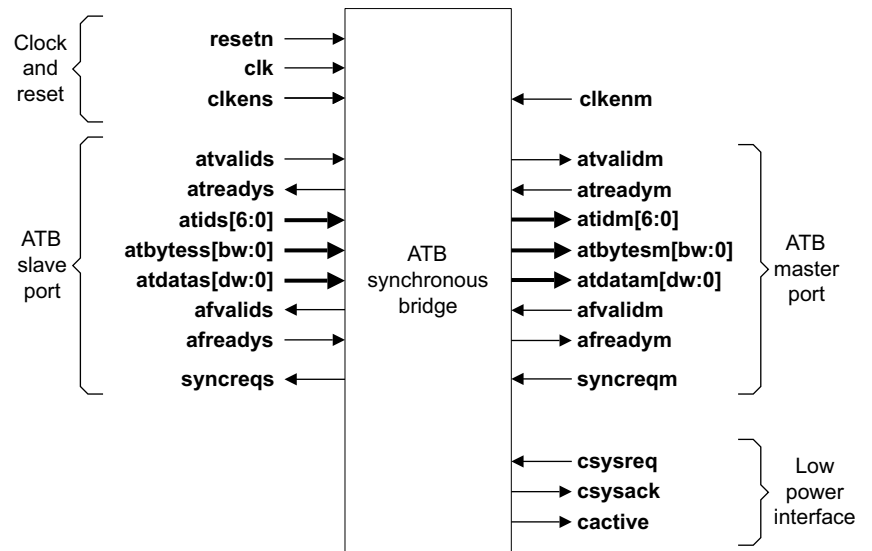 Clock
and
reset
resetn
clk
clkens
clkenm
ATB
slave
port
atvalids
atreadys
atids[6:0]
atbytess[bw:0]
atdatas[dw:0]
afvalids
afreadys
syncreqs
ATB
synchronous
bridge
atvalidm
atreadym
atidm[6:0]
atbytesm[bw:0]
atdatam[dw:0]
afvalidm
afreadym
syncreqm
ATB
master
port
csysreq
csysack
cactive
Low
power
interface